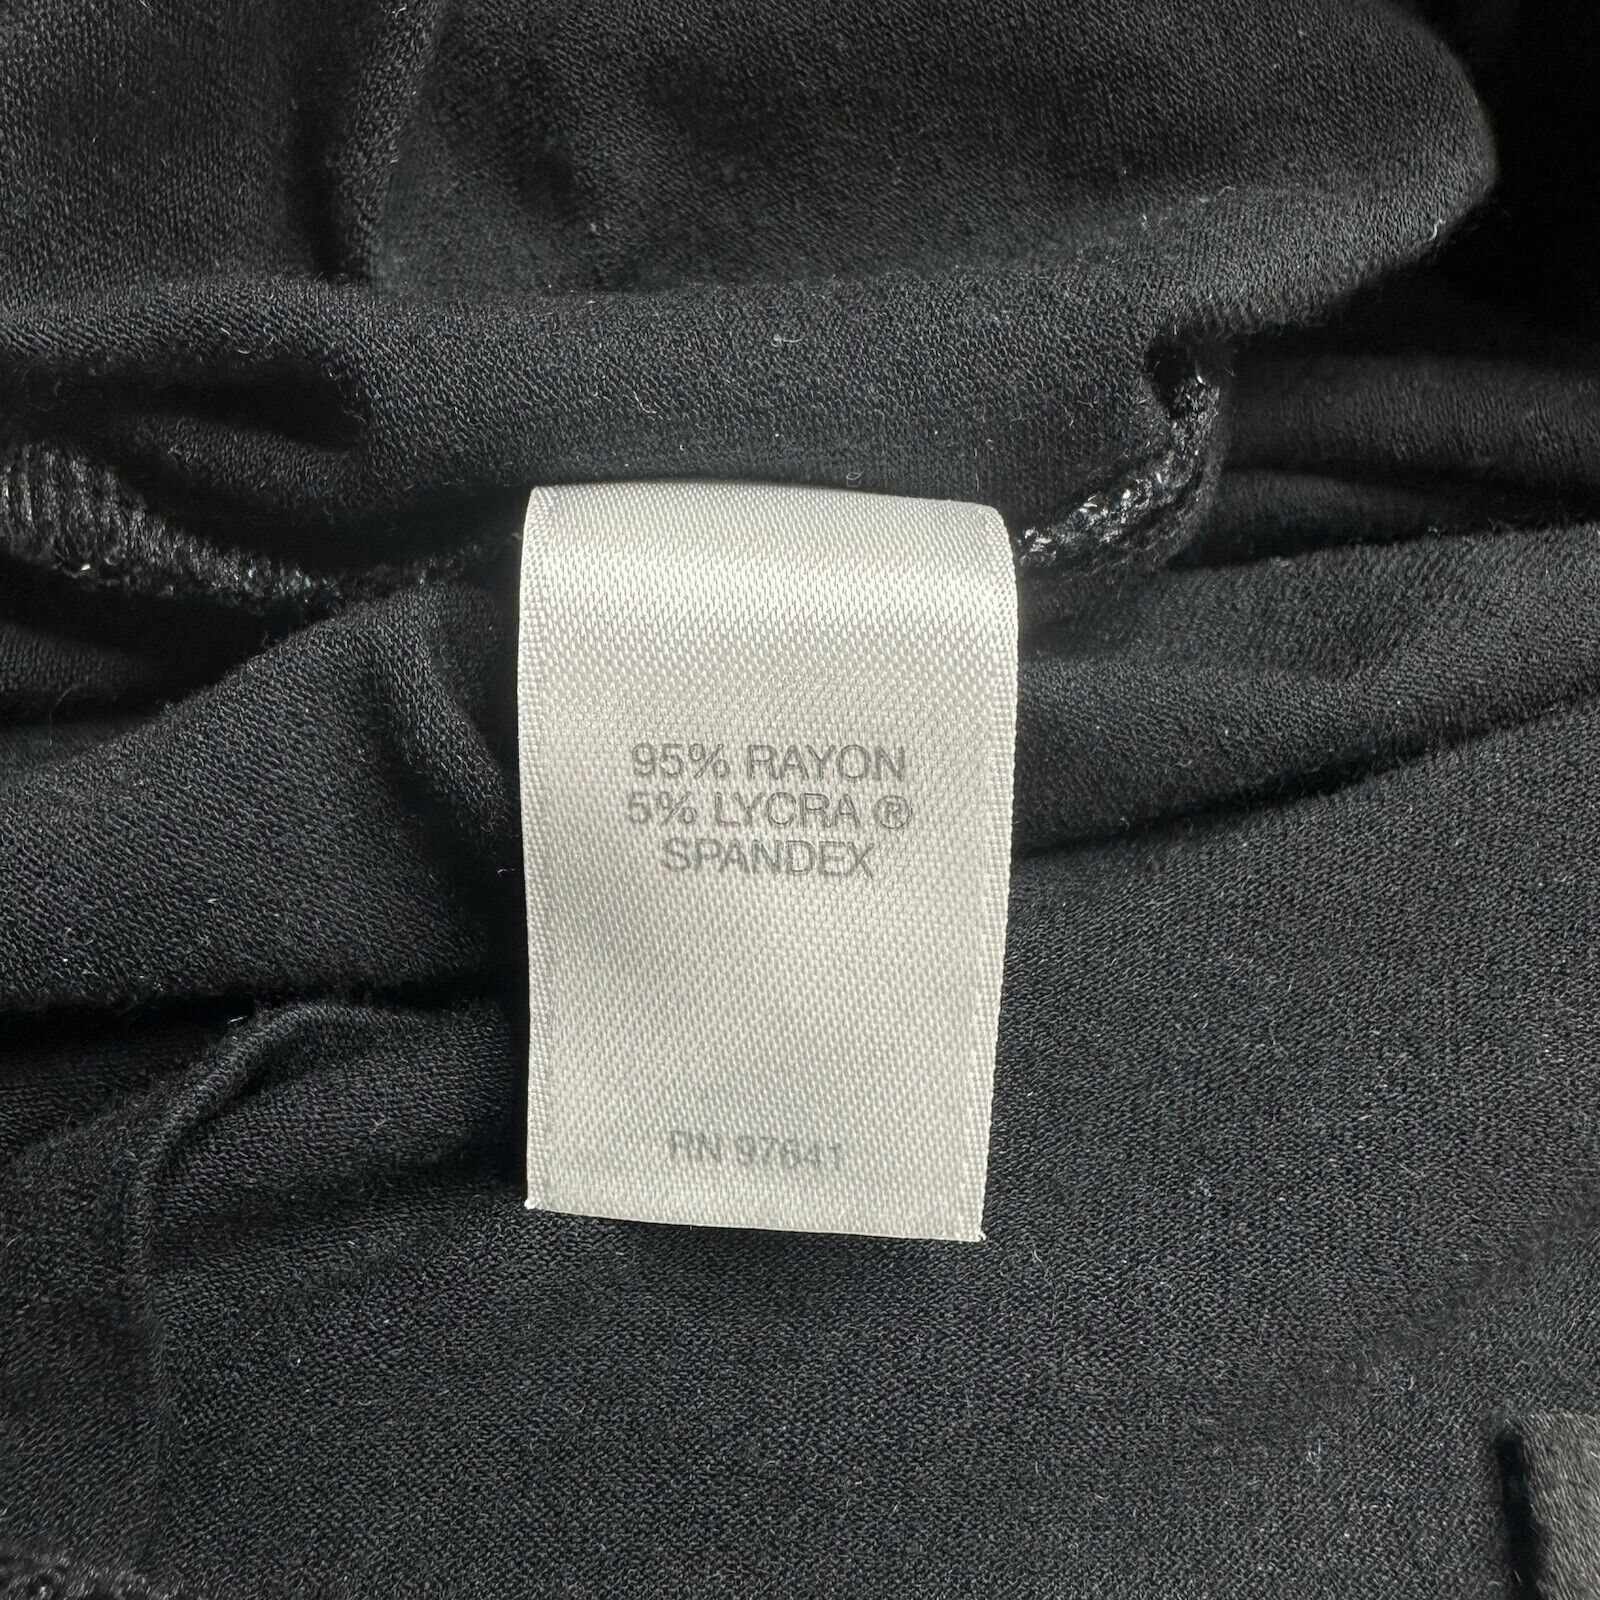 95% RAYON
5% LYCRA ®
SPANDEX
RN 97641